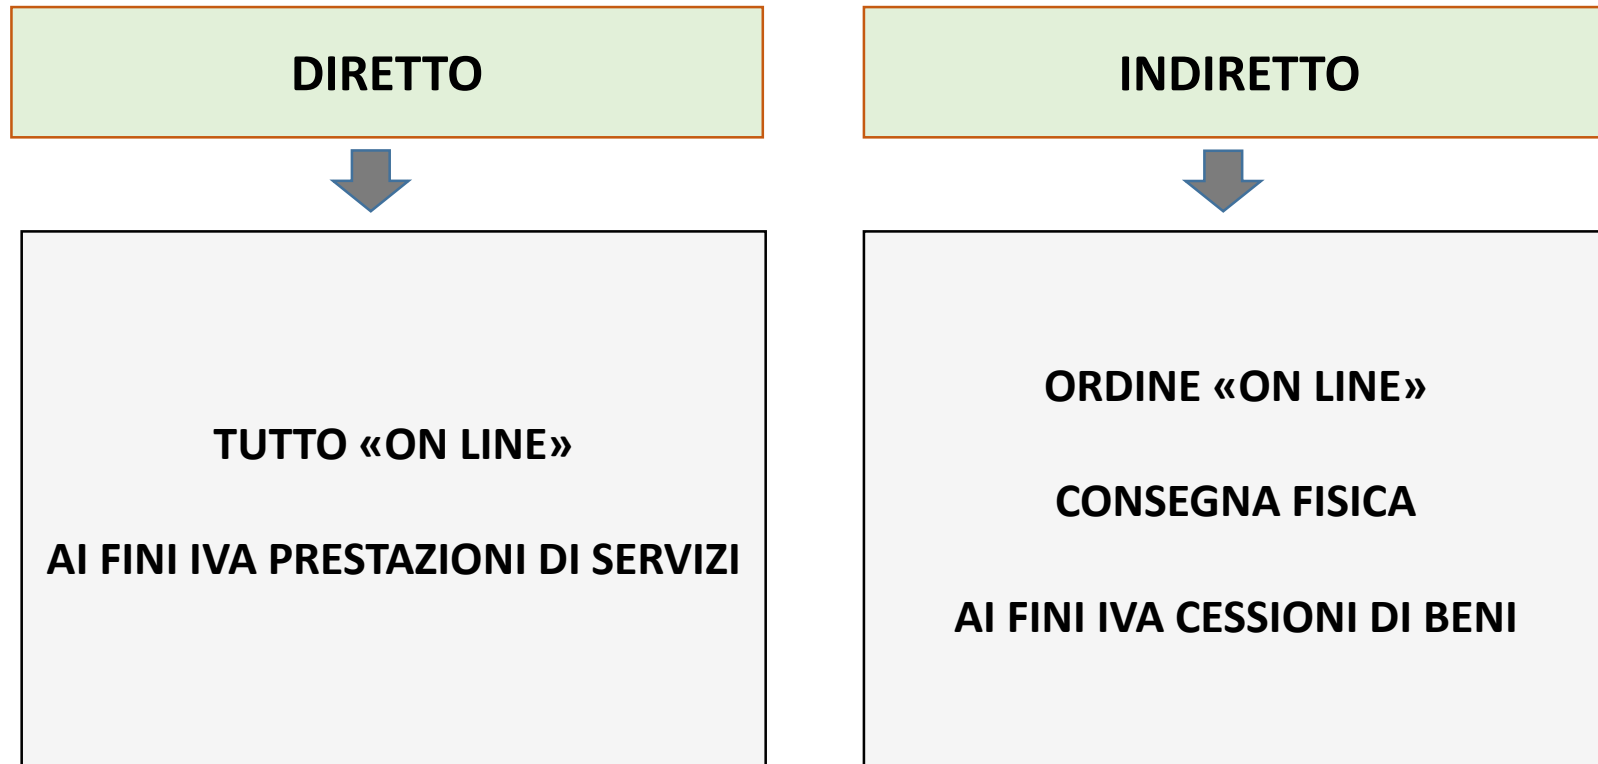 DIRETTO
TUTTO «ON LINE»
AI FINI IVA PRESTAZIONI DI SERVIZI
INDIRETTO
ORDINE «ON LINE»
CONSEGNA FISICA
AI FINI IVA CESSIONI DI BENI